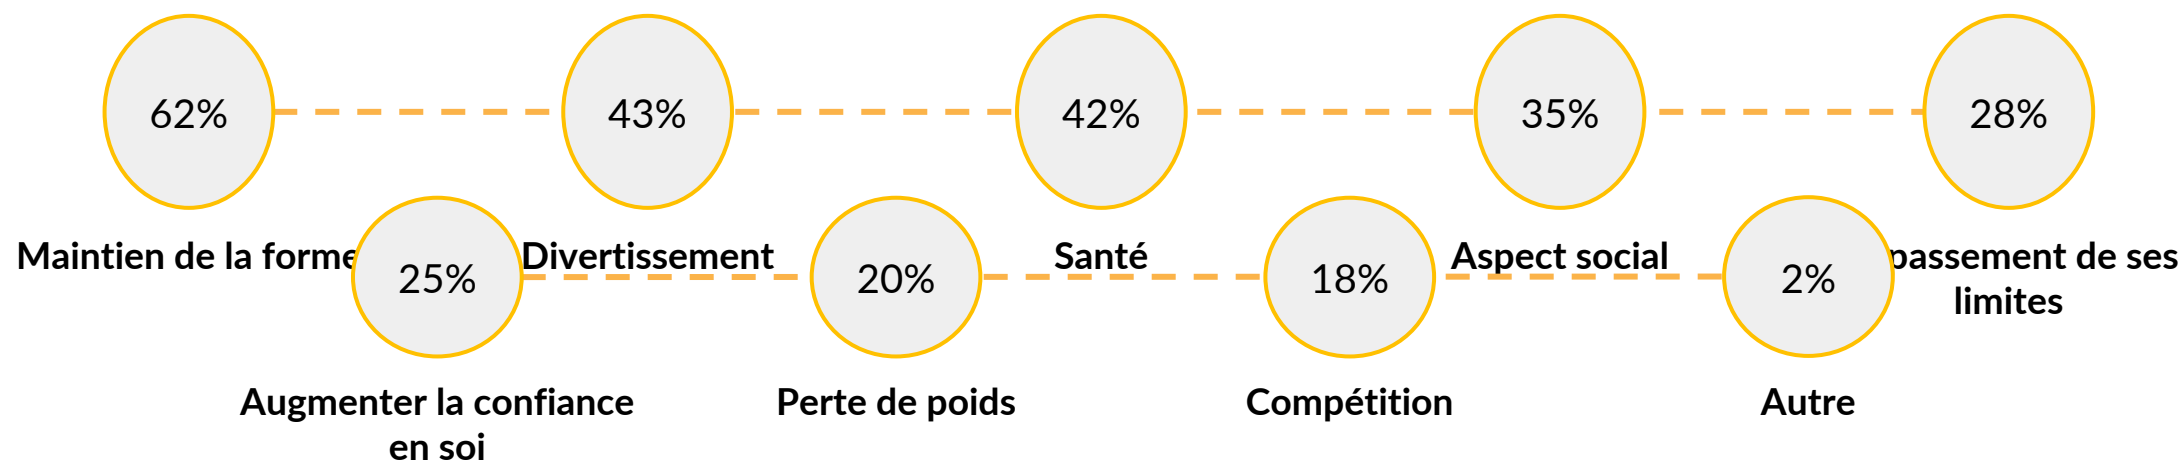 62% 43% 42% 35% 28%
Maintien de la forme Divertissement Santé Aspect social passement de ses
limites
25% 20% 18% 2%
Augmenter la confiance Perte de poids Compétition Autre
en soi